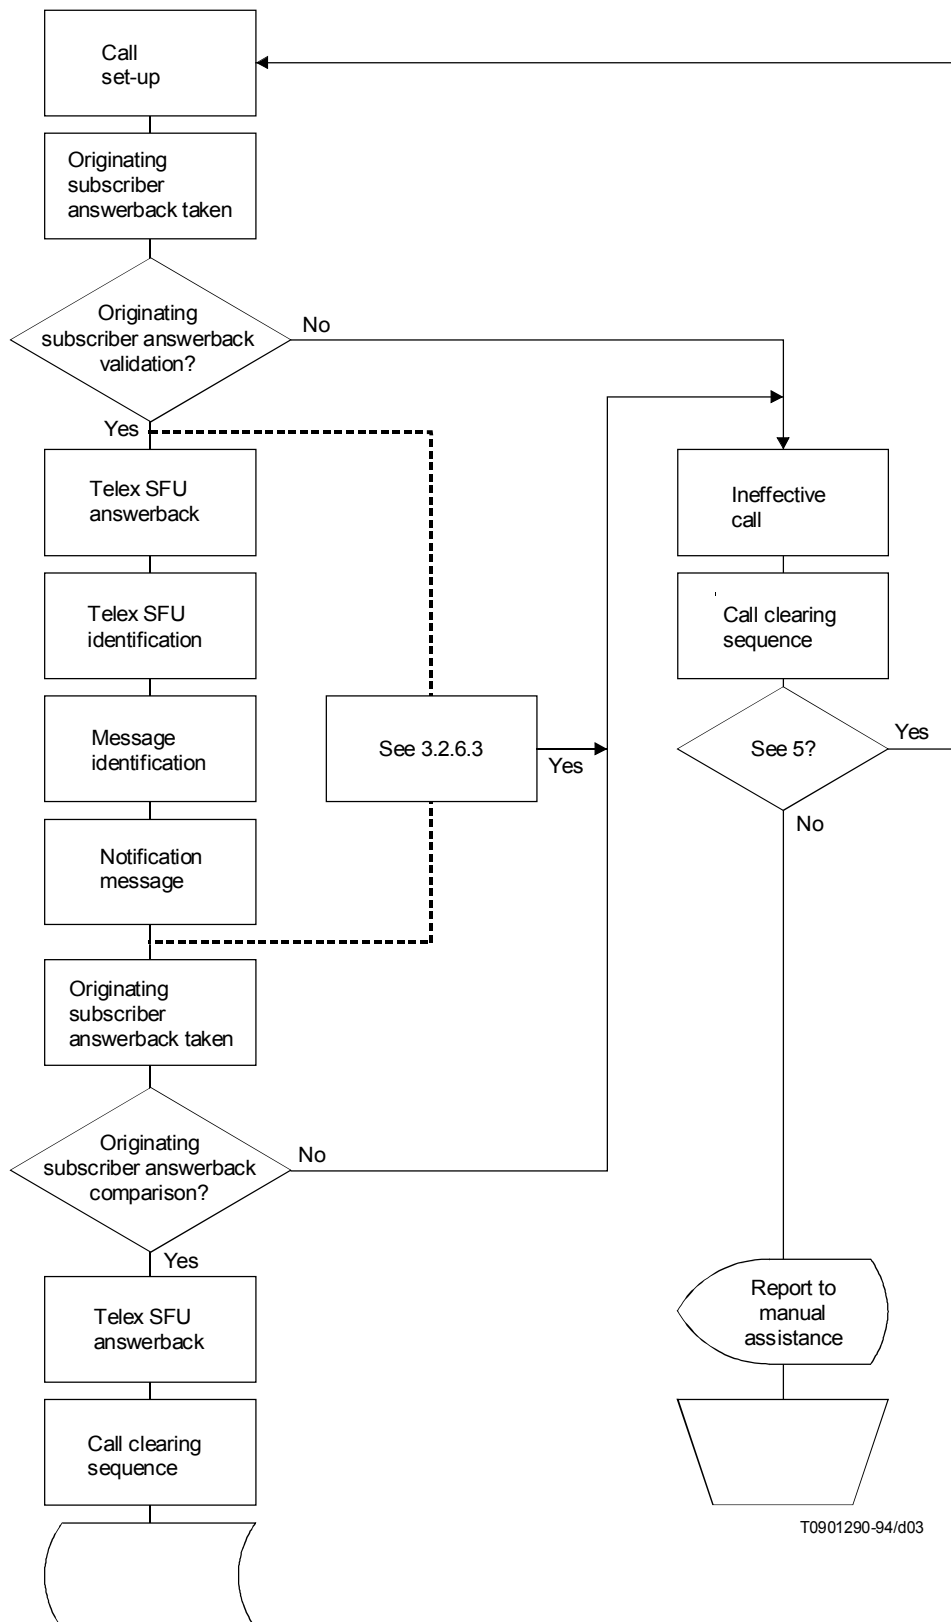 Call
set-up
Originating
subscriber
answerback taken
Originating
subscriber answerback
validation?
No
Yes
Telex SFU
answerback
Telex SFU
identification
Message
identification
Notification
message
See 3.2.6.3
Yes
Originating
subscriber
answerback taken
Originating
subscriber answerback
comparison?
No
Yes
Telex SFU
answerback
Call clearing
sequence
Ineffective
call
Call clearing
sequence
See 5?
Yes
No
Report to
manual
assistance
T0901290-94/d03